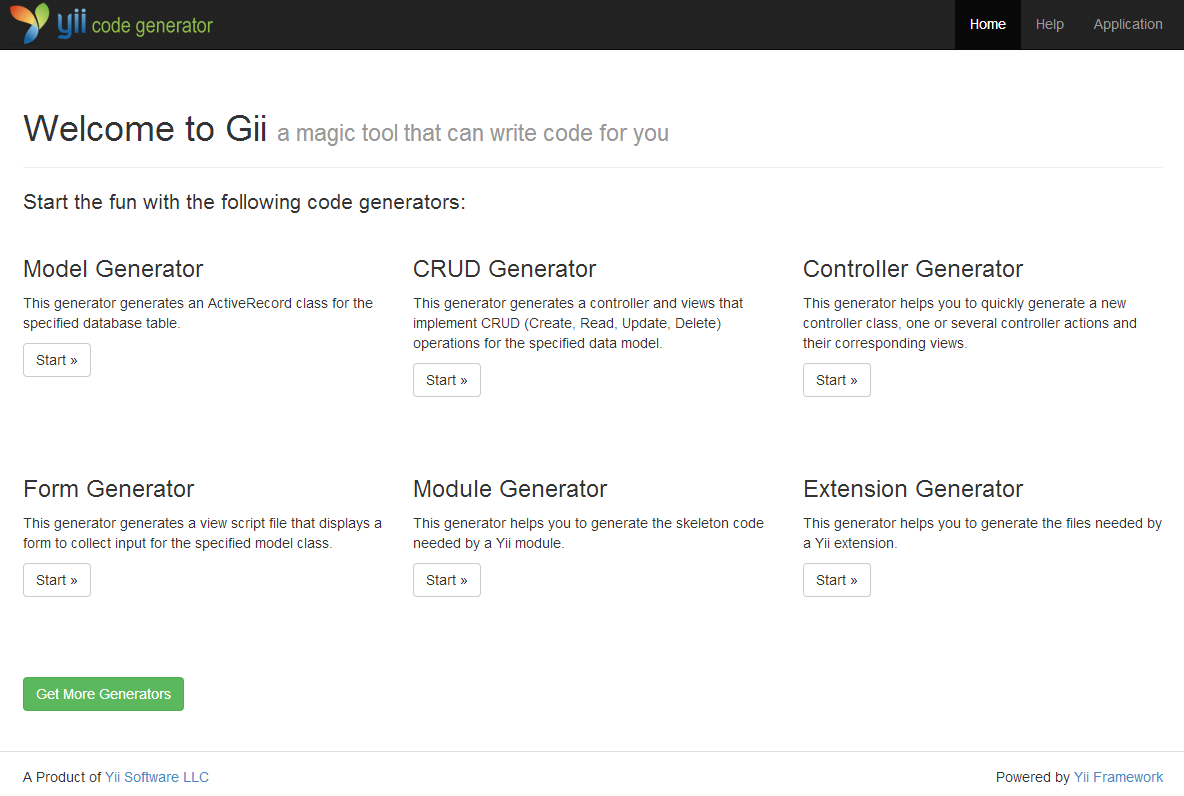 yii code generator
Home Help Application
Welcome to Gii a magic tool that can write code for you
Start the fun with the following code generators:
Model Generator
This generator generates an ActiveRecord class for the
specified database table.
Start »
CRUD Generator
This generator generates a controller and views that
implement CRUD (Create, Read, Update, Delete)
operations for the specified data model.
Start »
Controller Generator
This generator helps you to quickly generate a new
controller class, one or several controller actions and
their corresponding views.
Start »
Form Generator
This generator generates a view script file that displays a
form to collect input for the specified model class.
Start »
Module Generator
This generator helps you to generate the skeleton code
needed by a Yii module.
Start »
Extension Generator
This generator helps you to generate the files needed by
a Yii extension.
Start »
Get More Generators
A Product of Yii Software LLC
Powered by Yii Framework